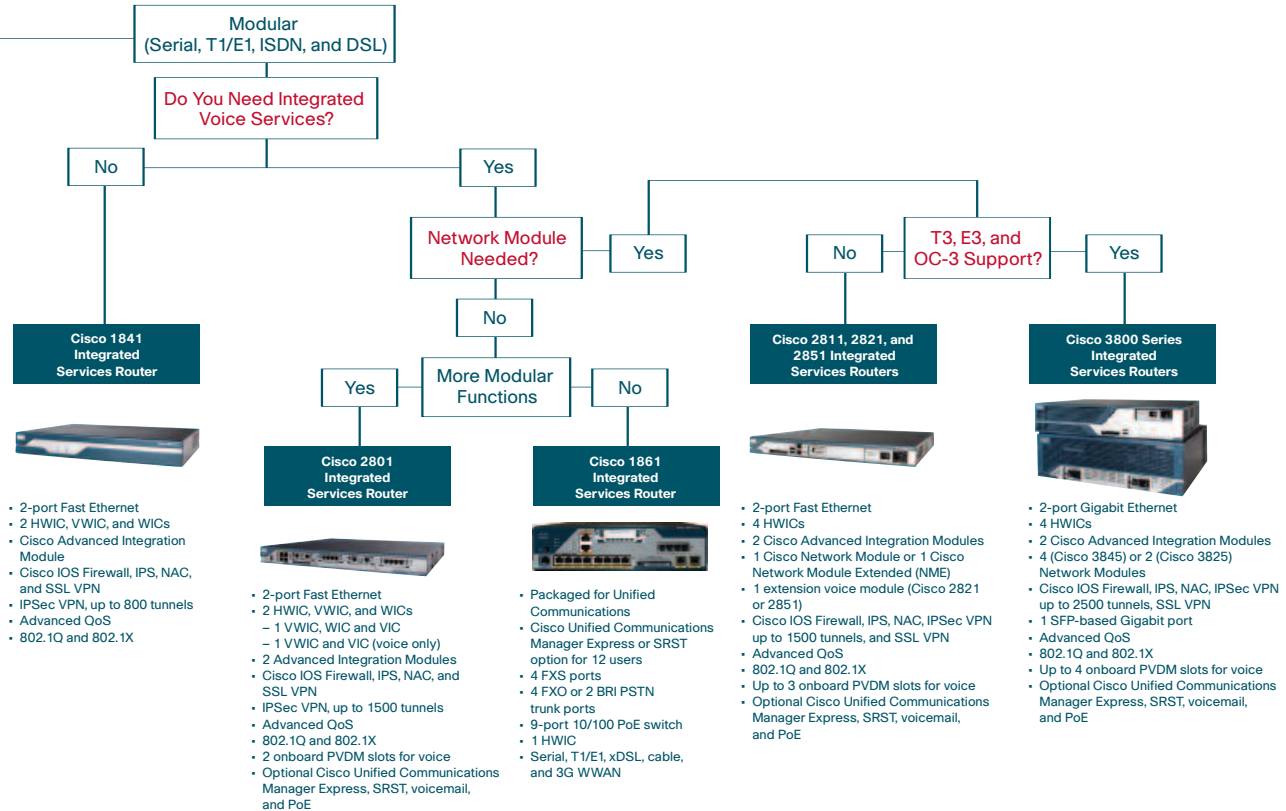 Modular
(Serial, T1/E1, ISDN, and DSL)
Do You Need Integrated
Voice Services?
No
Yes
Network Module
Needed?
Yes
No
T3, E3, and
OC-3 Support?
Yes
No
Yes
More Modular
Functions
No
Cisco 1841
Integrated
Services Router
▪ 2-port Fast Ethernet
▪ 2 HWIC, VWIC, and WICs
▪ Cisco Advanced Integration
Module
▪ Cisco IOS Firewall, IPS, NAC,
and SSL VPN
▪ IPSec VPN, up to 800 tunnels
▪ Advanced QoS
▪ 802.1Q and 802.1X
Cisco 2801
Integrated
Services Router
▪ 2-port Fast Ethernet
▪ 2 HWIC, VWIC, and WICs
– 1 VWIC, WIC and VIC
– 1 VWIC and VIC (voice only)
▪ 2 Advanced Integration Modules
▪ Cisco IOS Firewall, IPS, NAC, and
SSL VPN
▪ IPSec VPN, up to 1500 tunnels
▪ Advanced QoS
▪ 802.1Q and 802.1X
▪ 2 onboard PVDM slots for voice
▪ Optional Cisco Unified Communications
Manager Express, SRST, voicemail,
and PoE
Cisco 1861
Integrated
Services Router
▪ Packaged for Unified
Communications
▪ Cisco Unified Communications
Manager Express or SRST
option for 12 users
▪ 4 FXS ports
▪ 4 FXO or 2 BRI PSTN
trunk ports
▪ 9-port 10/100 PoE switch
▪ 1 HWIC
▪ Serial, T1/E1, xDSL, cable,
and 3G WWAN
Cisco 2811, 2821, and
2851 Integrated
Services Routers
▪ 2-port Fast Ethernet
▪ 4 HWICs
▪ 2 Cisco Advanced Integration Modules
▪ 1 Cisco Network Module or 1 Cisco
Network Module Extended (NME)
▪ 1 extension voice module (Cisco 2821
or 2851)
▪ Cisco IOS Firewall, IPS, NAC, IPSec VPN
up to 1500 tunnels, and SSL VPN
▪ Advanced QoS
▪ 802.1Q and 802.1X
▪ Up to 3 onboard PVDM slots for voice
▪ Optional Cisco Unified Communications
Manager Express, SRST, voicemail,
and PoE
Cisco 3800 Series
Integrated
Services Routers
▪ 2-port Gigabit Ethernet
▪ 4 HWICs
▪ 2 Cisco Advanced Integration Modules
▪ 4 (Cisco 3845) or 2 (Cisco 3825)
Network Modules
▪ Cisco IOS Firewall, IPS, NAC, IPSec VPN
up to 2500 tunnels, SSL VPN
▪ 1 SFP-based Gigabit port
▪ Advanced QoS
▪ 802.1Q and 802.1X
▪ Up to 4 onboard PVDM slots for voice
▪ Optional Cisco Unified Communications
Manager Express, SRST, voicemail,
and PoE